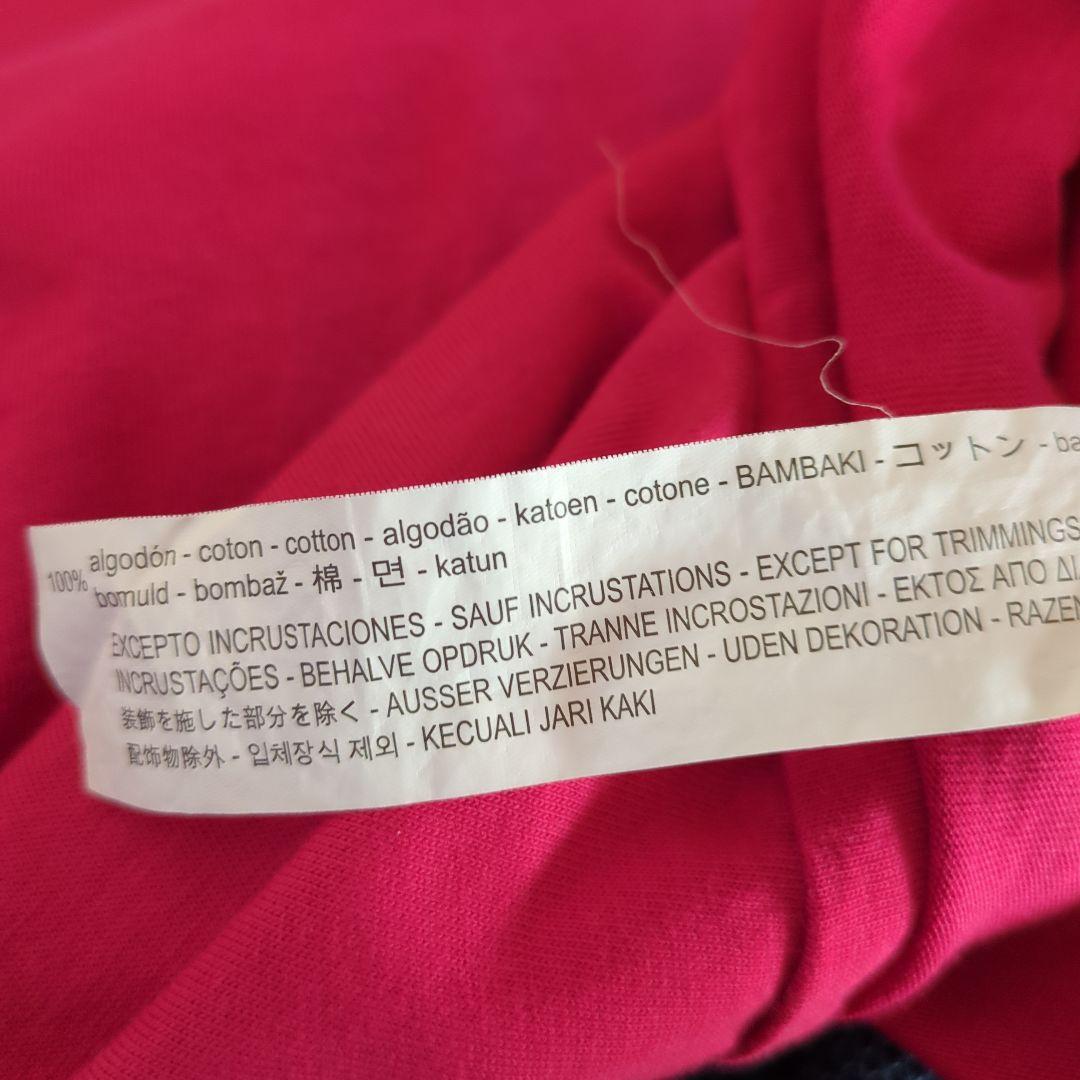 100% algodón - coton - cotton - algodão - katoen - cotone - BAMBAKI - コットン - ba
bomuld - bombaž - 棉 - 면 - katun
EXCEPTO INCRUSTACIONES - SAUF INCRUSTATIONS - EXCEPT FOR TRIMMINGS
INCRUSTAÇÕES - BEHALVE OPDRUK - TRANNE INCROSTAZIONI - ΕΚΤΟΣ ΑΠΟ ΔΙ
装飾を施した部分を除く - AUSSER VERZIERUNGEN - UDEN DEKORATION - RAZEN
配饰物除外 - 입체장식 제외 - KECUALI JARI KAKI